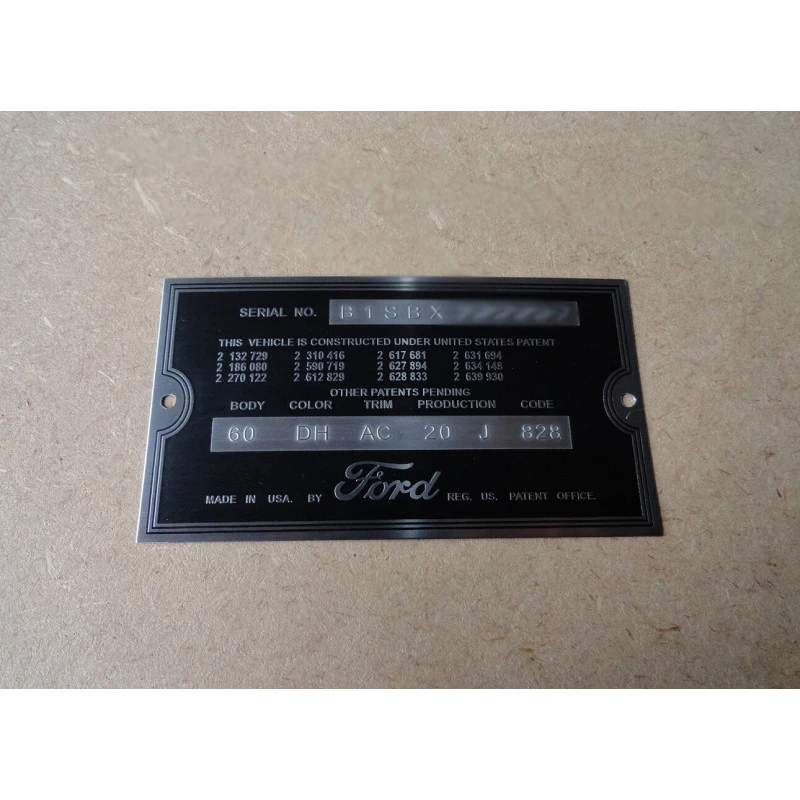 SERIAL NO. B1SBX
THIS VEHICLE IS CONSTRUCTED UNDER UNITED STATES PATENT
2 132 729 2 310 416 2 617 681 2 631 694
2 186 080 2 590 719 2 627 894 2 634 148
2 270 122 2 612 829 2 628 833 2 639 930
OTHER PATENTS PENDING
BODY COLOR TRIM PRODUCTION CODE
60 DH AC 20 J 828
MADE IN USA. BY Ford REG. US. PATENT OFFICE.